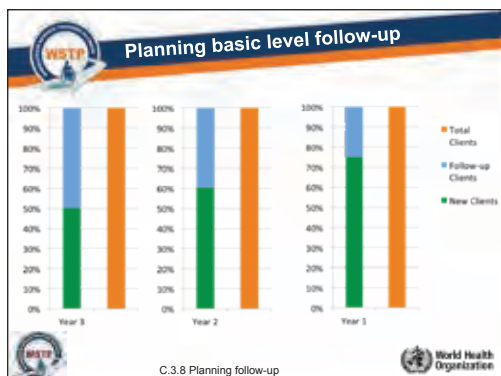 WSTP
Planning basic level follow-up
100%
90%
80%
70%
60%
50%
40%
30%
20%
10%
0%
Year 3
100%
90%
80%
70%
60%
50%
40%
30%
20%
10%
0%
Year 2
100%
90%
80%
70%
60%
50%
40%
30%
20%
10%
0%
Year 1
Total
Clients
Follow-up
Clients
New Clients
WSTP
C.3.8 Planning follow-up
World Health
Organization